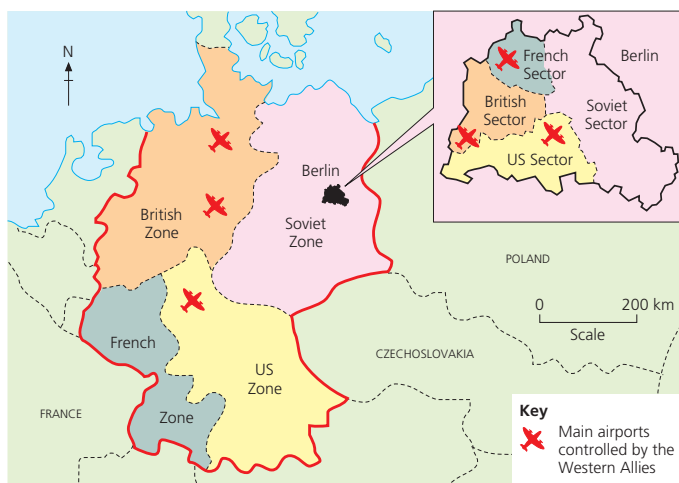 N
British
Zone
Berlin
Soviet
Zone
French
Zone
US
Zone
FRANCE
POLAND
CZECHOSLOVAKIA
French
Sector
Berlin
British
Sector
Soviet
Sector
US Sector
0 200 km
Scale
Key
Main airports
controlled by the
Western Allies